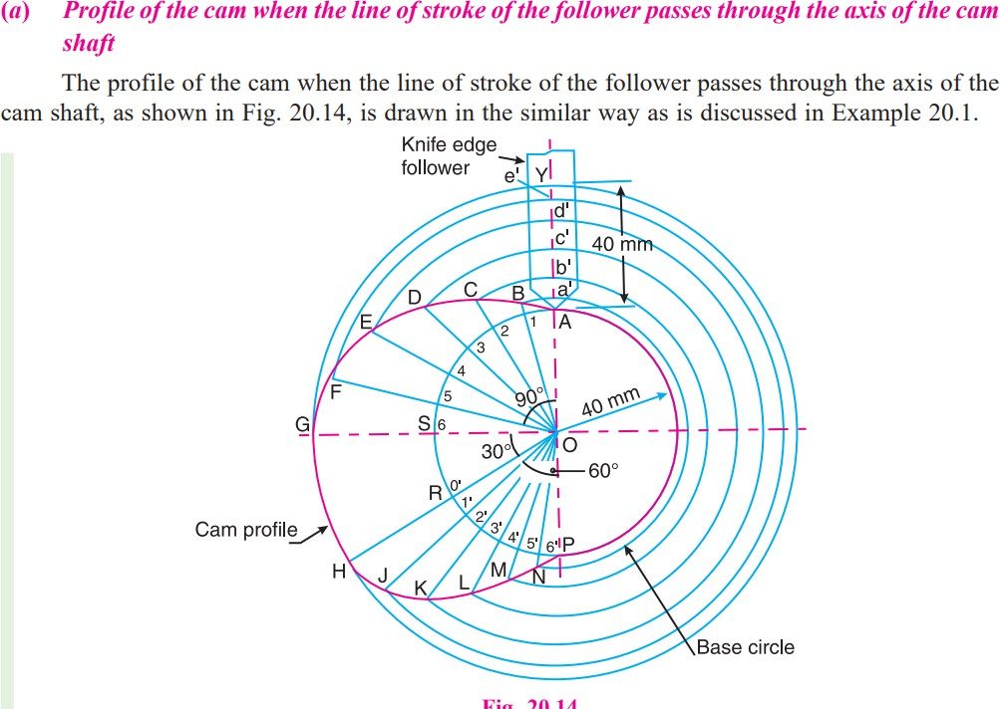 (a) Profile of the cam when the line of stroke of the follower passes through the axis of the cam
shaft
The profile of the cam when the line of stroke of the follower passes through the axis of the
cam shaft, as shown in Fig. 20.14, is drawn in the similar way as is discussed in Example 20.1.
Knife edge
follower
e' Y
d'
c'
40 mm
b'
a'
D C B
E
1 A
2
3
F
4
5
90°
40 mm
G S 6
O
30°
60°
R 0'
1'
2'
3'
4' 5' 6' P
Cam profile
H J K L M N
Base circle
Fig. 20.14